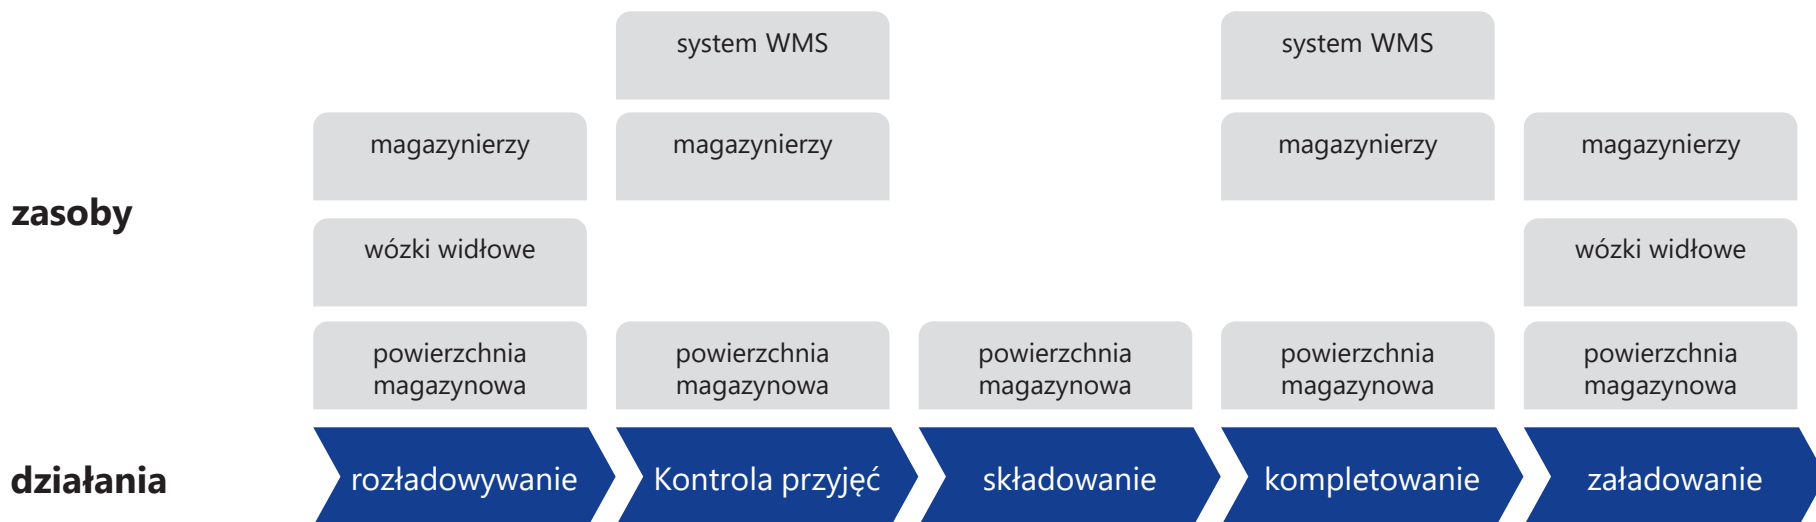 system WMS
system WMS
magazynierzy
magazynierzy
magazynierzy
magazynierzy
zasoby
wózki widłowe
wózki widłowe
powierzchnia
magazynowa
powierzchnia
magazynowa
powierzchnia
magazynowa
powierzchnia
magazynowa
powierzchnia
magazynowa
działania
rozładowywanie
Kontrola przyjęć
składowanie
kompletowanie
załadowanie